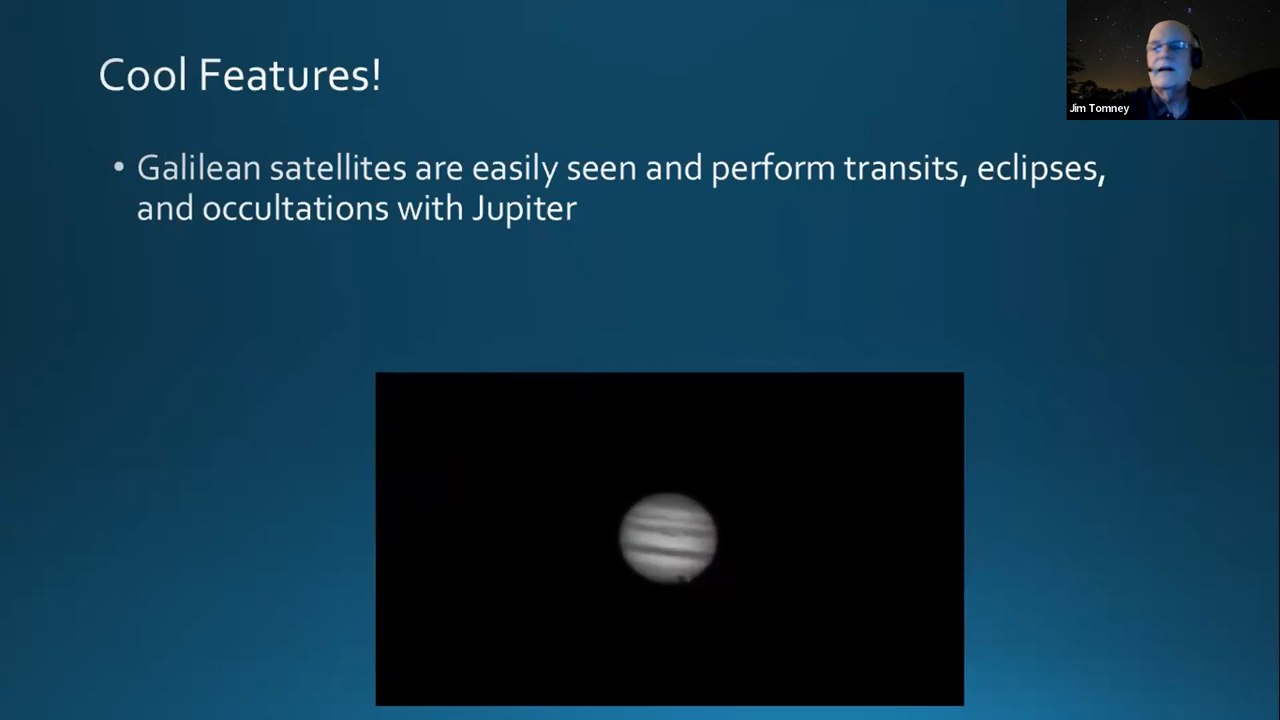 Cool Features!
Jim Tomney
• Galilean satellites are easily seen and perform transits, eclipses,
and occultations with Jupiter